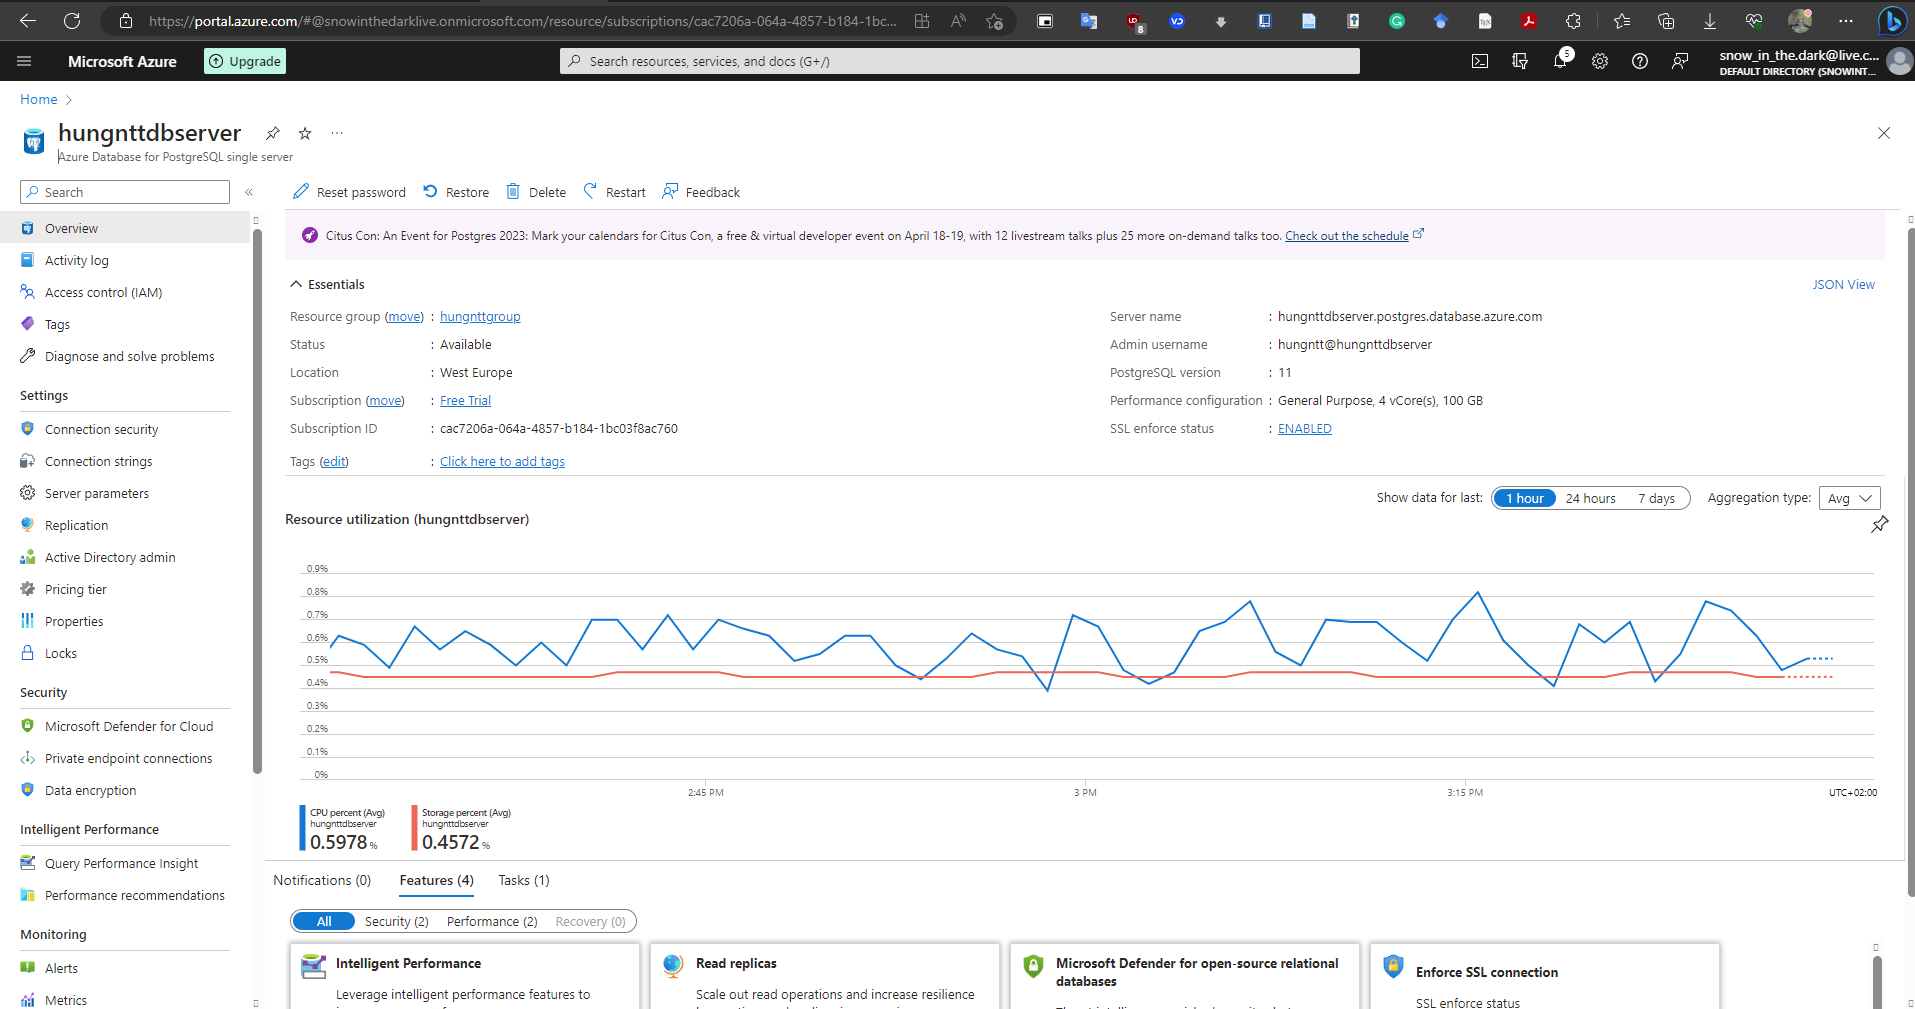 https://portal.azure.com/#@snowinthedarklive.onmicrosoft.com/resource/subscriptions/cac7206a-064a-4857-b184-1bc...
8
Microsoft Azure
Upgrade
Search resources, services, and docs (G+/)
5
snow_in_the.dark@live.c...
DEFAULT DIRECTORY (SNOWINT...
Home
hungnttdbserver
Azure Database for PostgreSQL single server
Search
Reset password
Restore
Delete
Restart
Feedback
Overview
Activity log
Access control (IAM)
Tags
Diagnose and solve problems
Settings
Connection security
Connection strings
Server parameters
Replication
Active Directory admin
Pricing tier
Properties
Locks
Security
Microsoft Defender for Cloud
Private endpoint connections
Data encryption
Intelligent Performance
Query Performance Insight
Performance recommendations
Monitoring
Alerts
Metrics
Citus Con: An Event for Postgres 2023: Mark your calendars for Citus Con, a free & virtual developer event on April 18-19, with 12 livestream talks plus 25 more on-demand talks too. Check out the schedule
Essentials
JSON View
Resource group (move) : hungnttgroup
Status : Available
Location : West Europe
Subscription (move) : Free Trial
Subscription ID : cac7206a-064a-4857-b184-1bc03f8ac760
Tags (edit) : Click here to add tags
Server name : hungnttdbserver.postgres.database.azure.com
Admin username : hungntt@hungnttdbserver
PostgreSQL version : 11
Performance configuration : General Purpose, 4 vCore(s), 100 GB
SSL enforce status : ENABLED
Show data for last: 1 hour 24 hours 7 days Aggregation type: Avg
Resource utilization (hungnttdbserver)
0.9%
0.8%
0.7%
0.6%
0.5%
0.4%
0.3%
0.2%
0.1%
0%
2:45 PM 3 PM 3:15 PM UTC+02:00
CPU percent (Avg)
hungnttdbserver
0.5978 %
Storage percent (Avg)
hungnttdbserver
0.4572 %
Notifications (0) Features (4) Tasks (1)
All Security (2) Performance (2) Recovery (0)
Intelligent Performance
Leverage intelligent performance features to
Read replicas
Scale out read operations and increase resilience
Microsoft Defender for open-source relational
databases
Enforce SSL connection
SSL enforce status